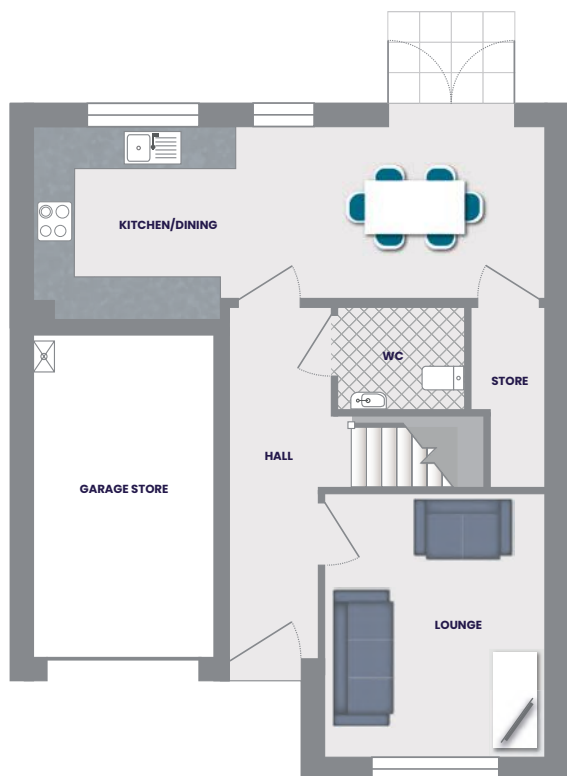 KITCHEN/DINING
WC
STORE
HALL
GARAGE STORE
LOUNGE